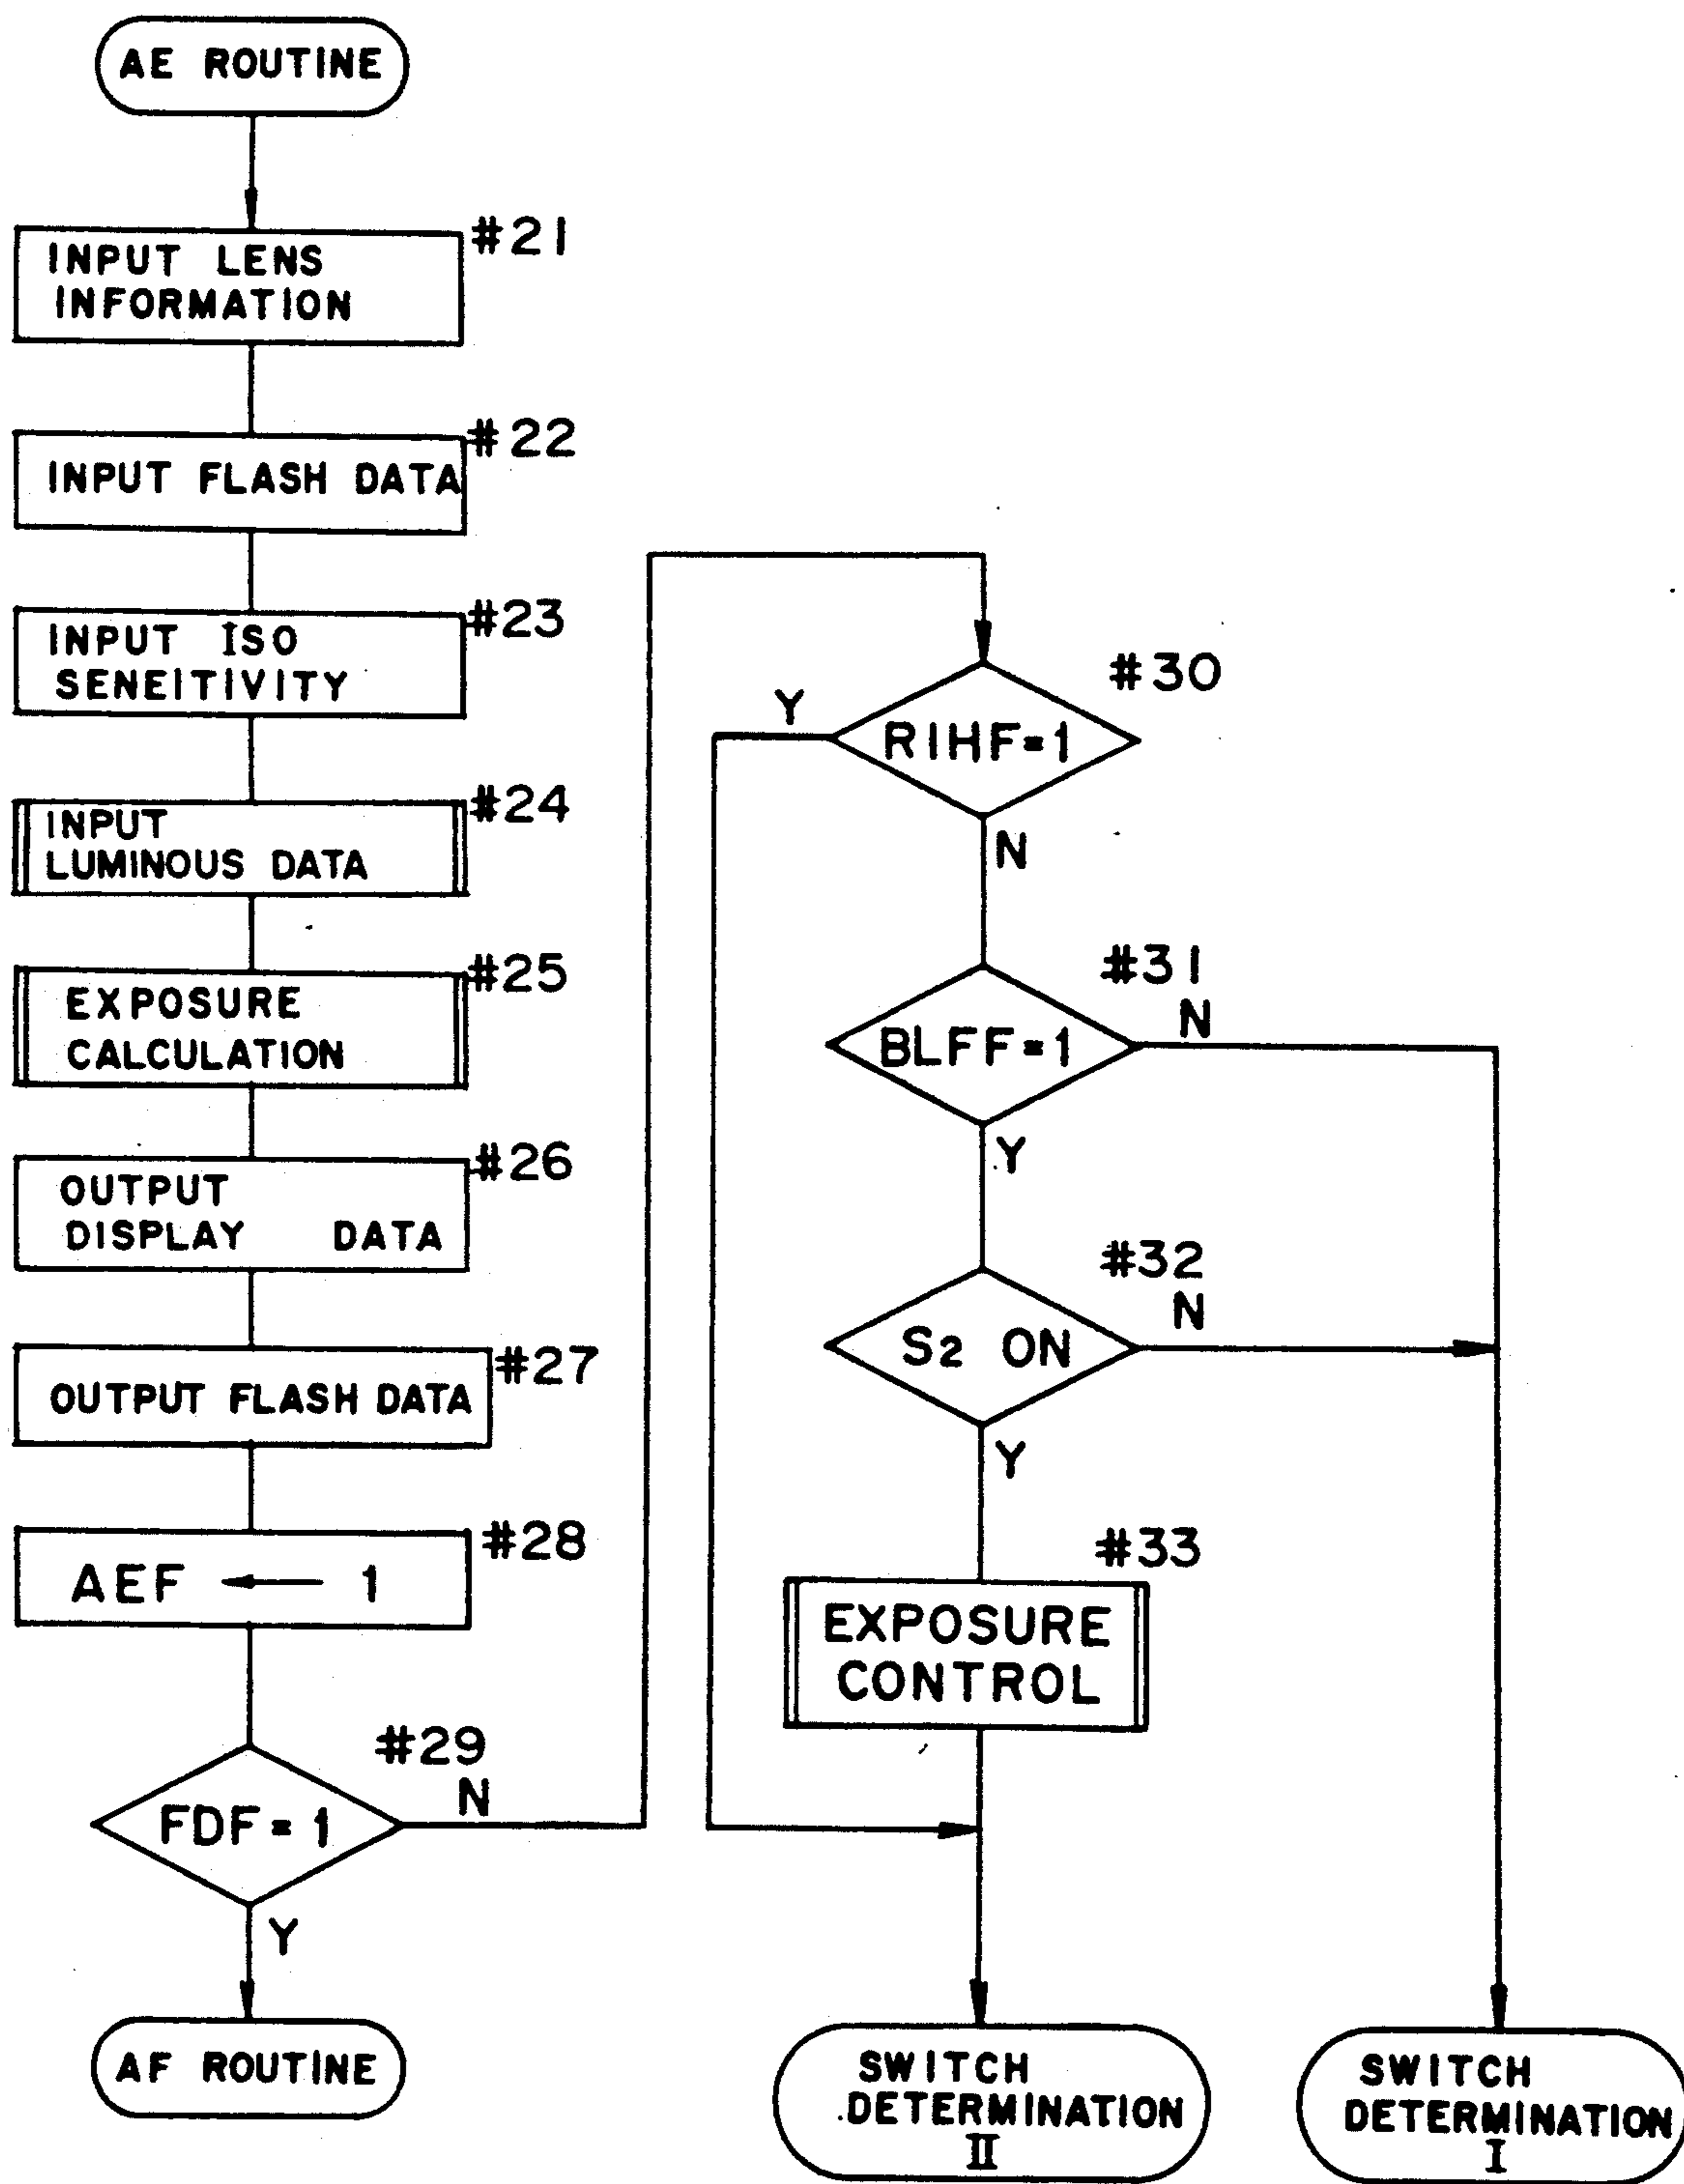 AE ROUTINE
#21
INPUT LENS
INFORMATION
#22
INPUT FLASH DATA
#23
INPUT ISO
SENEITIVITY
#24
INPUT
LUMINOUS DATA
#25
EXPOSURE
CALCULATION
#26
OUTPUT
DISPLAY DATA
#27
OUTPUT FLASH DATA
#28
AEF ← 1
#29
N
FDF = 1
Y
AF ROUTINE
#30
Y
RIHF=1
N
#31
N
BLFF=1
Y
#32
N
S2 ON
Y
#33
EXPOSURE
CONTROL
SWITCH
DETERMINATION
II
SWITCH
DETERMINATION
I